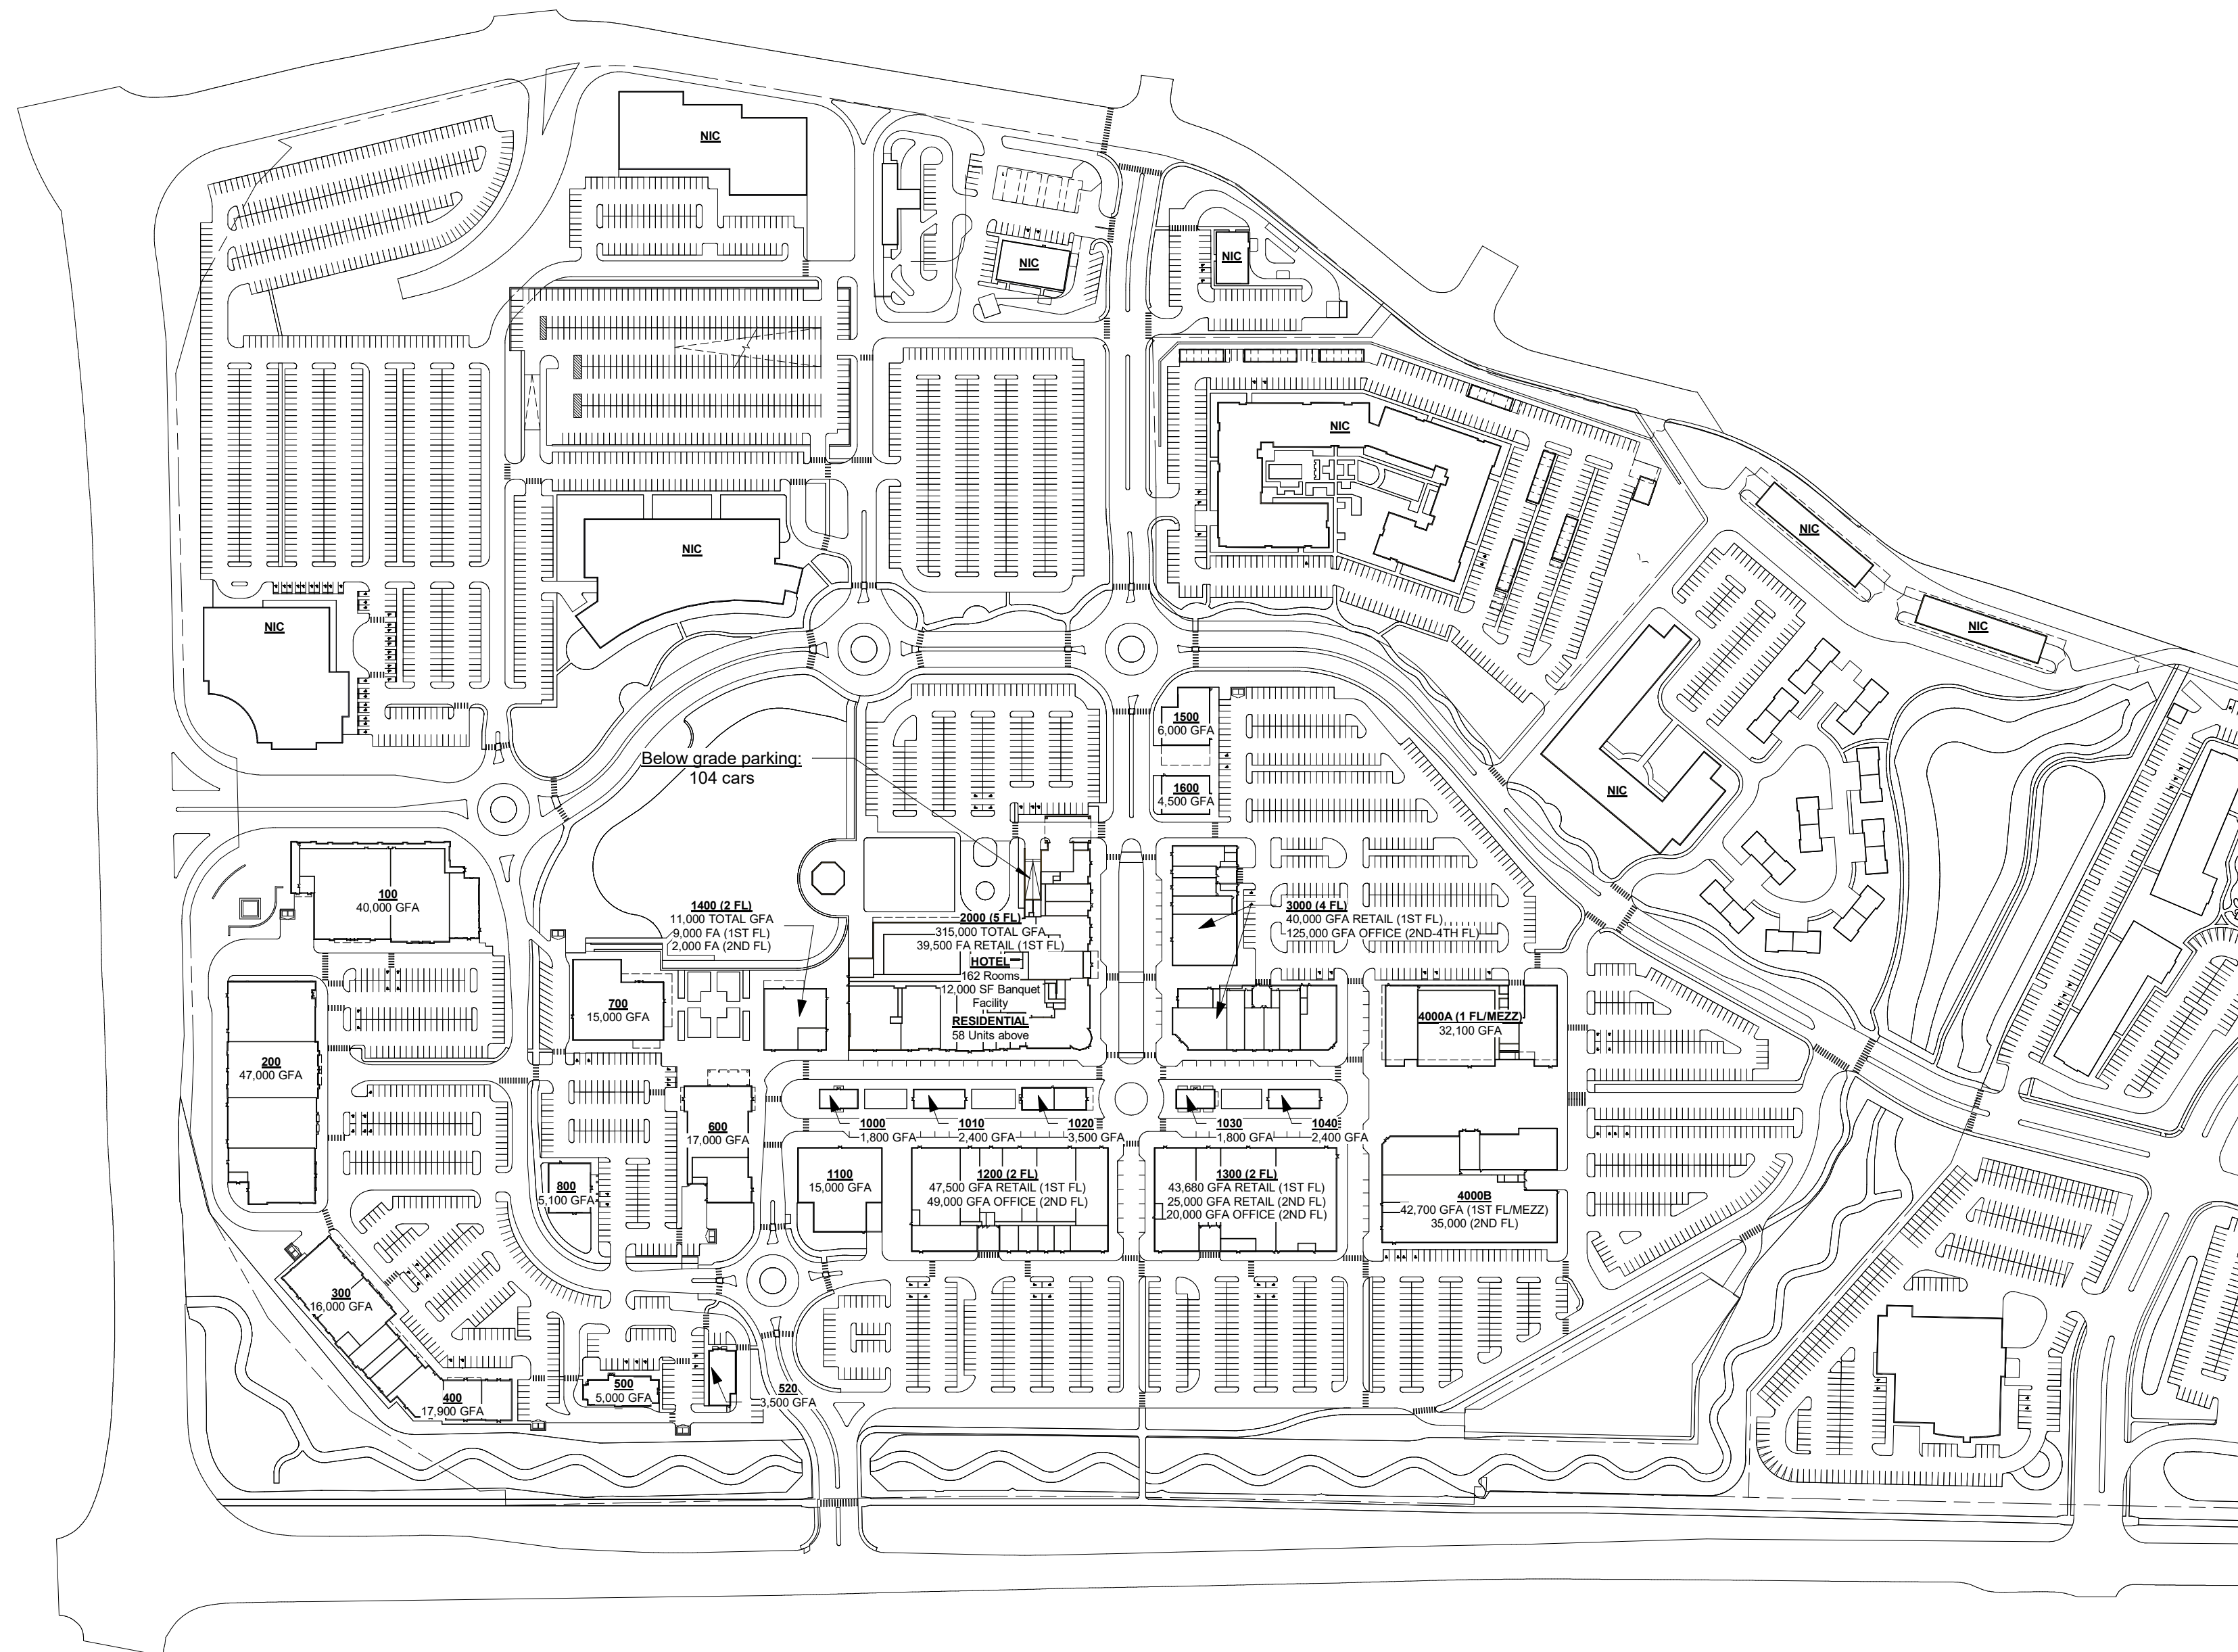 NIC
NIC
NIC
NIC
NIC
NIC
NIC
NIC
NIC
1500
6,000 GFA
Below grade parking:
104 cars
1600
4,500 GFA
100
40,000 GFA
1400 (2 FL)
11,000 TOTAL GFA
9,000 FA (1ST FL)
2,000 FA (2ND FL)
2000 (5 FL)
315,000 TOTAL GFA
39,500 FA RETAIL (1ST FL)
HOTEL
162 Rooms
12,000 SF Banquet
Facility
RESIDENTIAL
58 Units above
3000 (4 FL)
40,000 GFA RETAIL (1ST FL)
125,000 GFA OFFICE (2ND-4TH FL)
700
15,000 GFA
4000A (1 FL/MEZZ)
32,100 GFA
200
47,000 GFA
600
17,000 GFA
1000
1,800 GFA
1010
2,400 GFA
1020
3,500 GFA
1030
1,800 GFA
1040
2,400 GFA
800
5,100 GFA
1100
15,000 GFA
1200 (2 FL)
47,500 GFA RETAIL (1ST FL)
49,000 GFA OFFICE (2ND FL)
1300 (2 FL)
43,680 GFA RETAIL (1ST FL)
25,000 GFA RETAIL (2ND FL)
20,000 GFA OFFICE (2ND FL)
4000B
42,700 GFA (1ST FL/MEZZ)
35,000 (2ND FL)
300
16,000 GFA
400
17,900 GFA
500
5,000 GFA
520
3,500 GFA